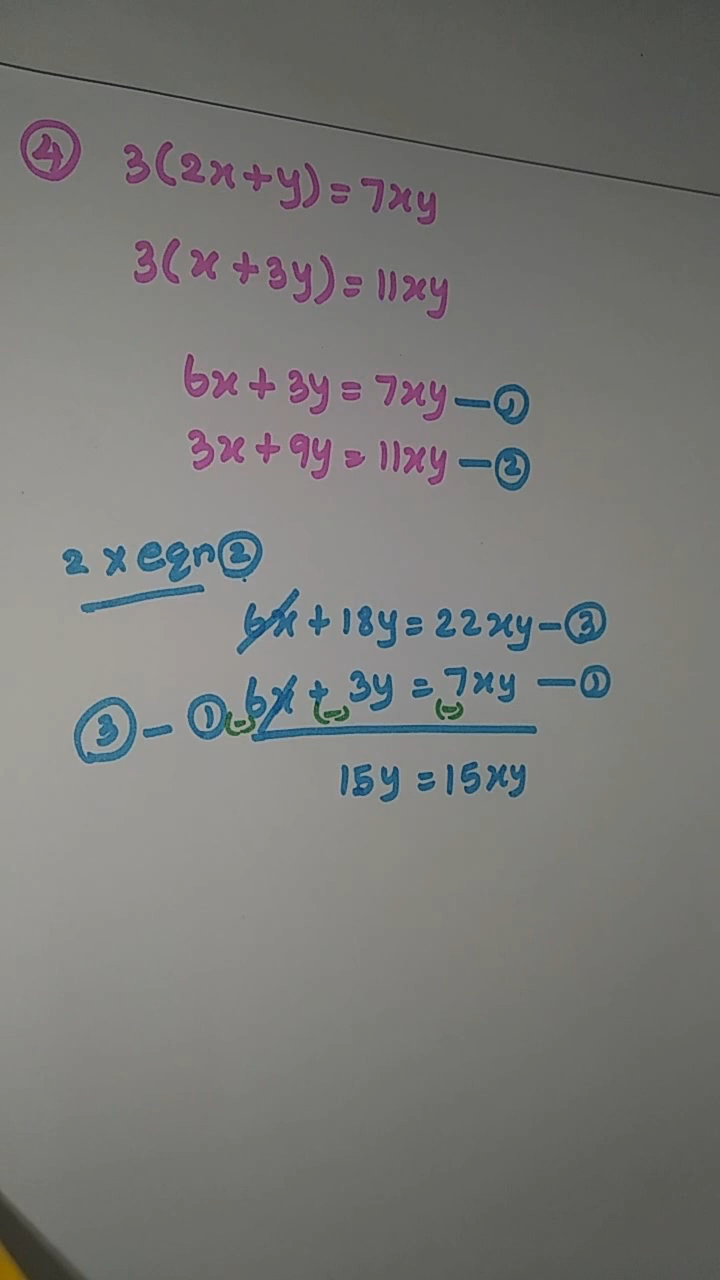 ④ 3(2x+y)=7xy
3(x+3y)=11xy
6x+3y=7xy—①
3x+9y=11xy—②
2 x eqn②
6x+18y=22xy—③
③-① 6x+3y=7xy—①
(-) (-) (-)
15y=15xy